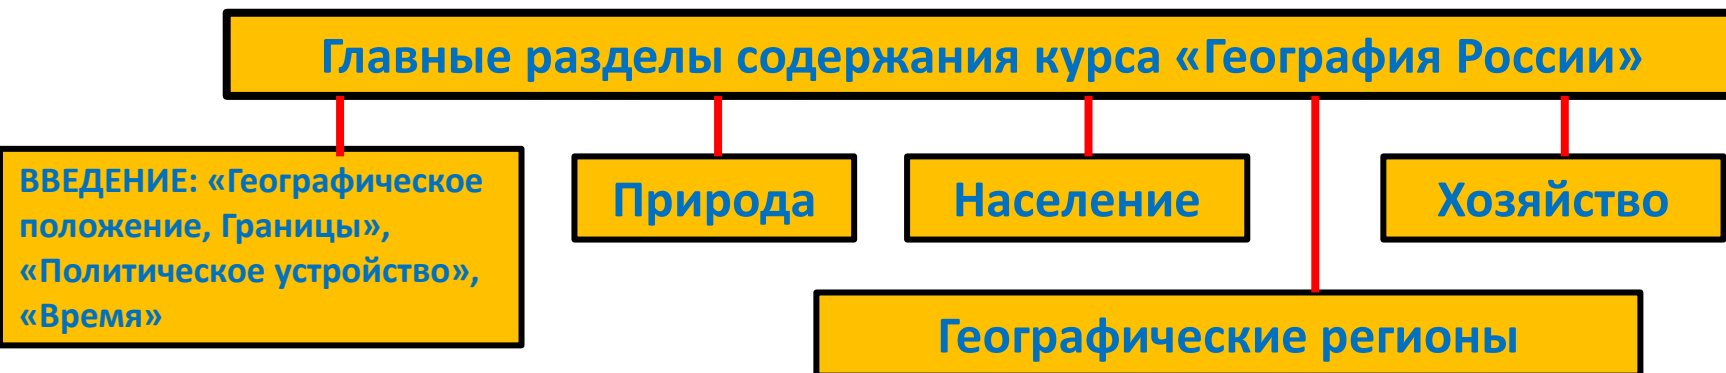 Главные разделы содержания курса «География России»
ВВЕДЕНИЕ: «Географическое
положение, Границы»,
«Политическое устройство»,
«Время»
Природа
Население
Хозяйство
Географические регионы